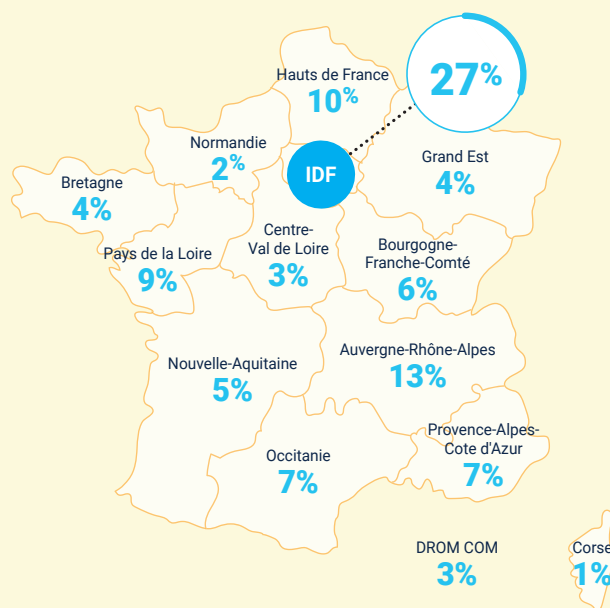 Hauts de France
10%
27%
Normandie
2%
IDF
Grand Est
4%
Bretagne
4%
Centre-
Val de Loire
3%
Pays de la Loire
9%
Bourgogne-
Franche-Comté
6%
Nouvelle-Aquitaine
5%
Auvergne-Rhône-Alpes
13%
Provence-Alpes-
Cote d'Azur
7%
Occitanie
7%
DROM COM
3%
Corse
1%